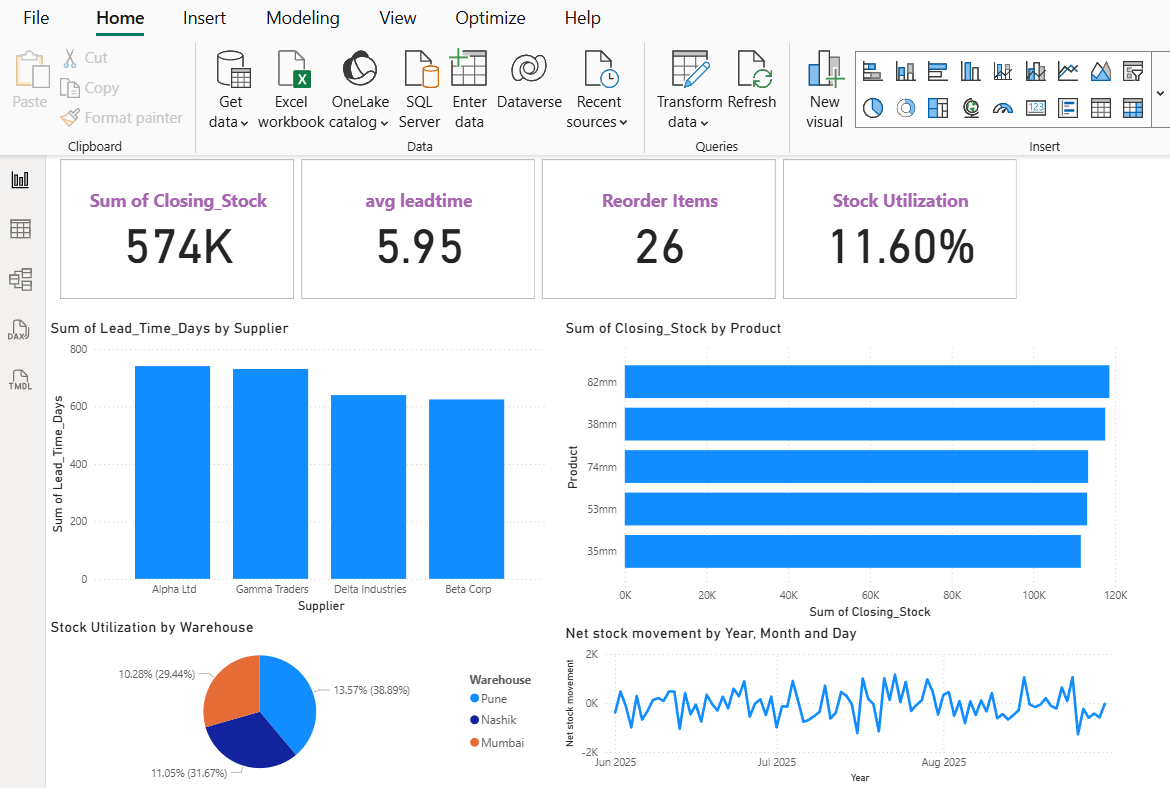 File Home Insert Modeling View Optimize Help
Paste
Cut
Copy
Format painter
Clipboard
Get data
Excel workbook
OneLake catalog
SQL Server
Enter data
Dataverse
Recent sources
Data
Transform data
Refresh
Queries
New visual
123
Insert
DAX
TMDL
Sum of Closing_Stock
574K
avg leadtime
5.95
Reorder Items
26
Stock Utilization
11.60%
Sum of Lead_Time_Days by Supplier
Sum of Lead_Time_Days
800
600
400
200
0
Alpha Ltd Gamma Traders Delta Industries Beta Corp
Supplier
Sum of Closing_Stock by Product
Product
82mm
38mm
74mm
53mm
35mm
0K 20K 40K 60K 80K 100K 120K
Sum of Closing_Stock
Stock Utilization by Warehouse
10.28% (29.44%)
13.57% (38.89%)
11.05% (31.67%)
Warehouse
Pune
Nashik
Mumbai
Net stock movement by Year, Month and Day
Net stock movement
2K
0K
-2K
Jun 2025 Jul 2025 Aug 2025
Year